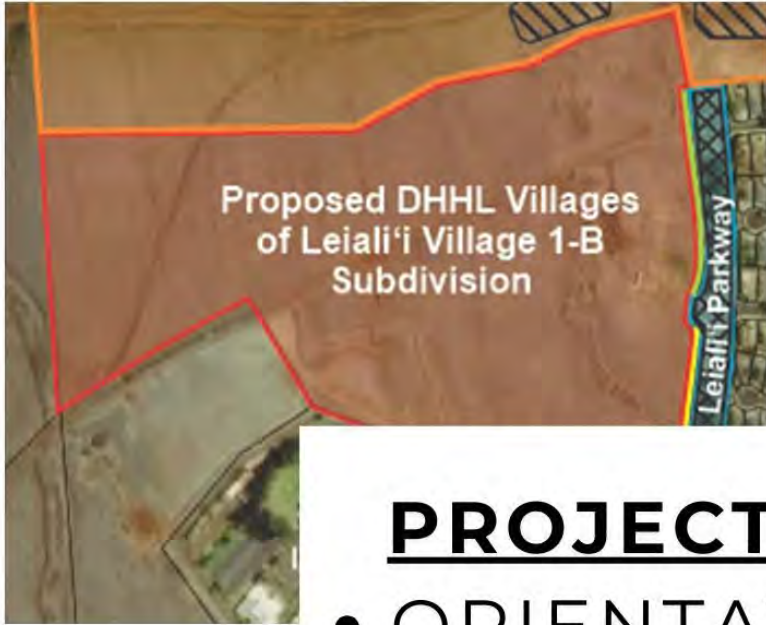 Proposed DHHL Villages
of Leiali‘i Village 1-B
Subdivision
Leiali‘i Parkway
PROJECT